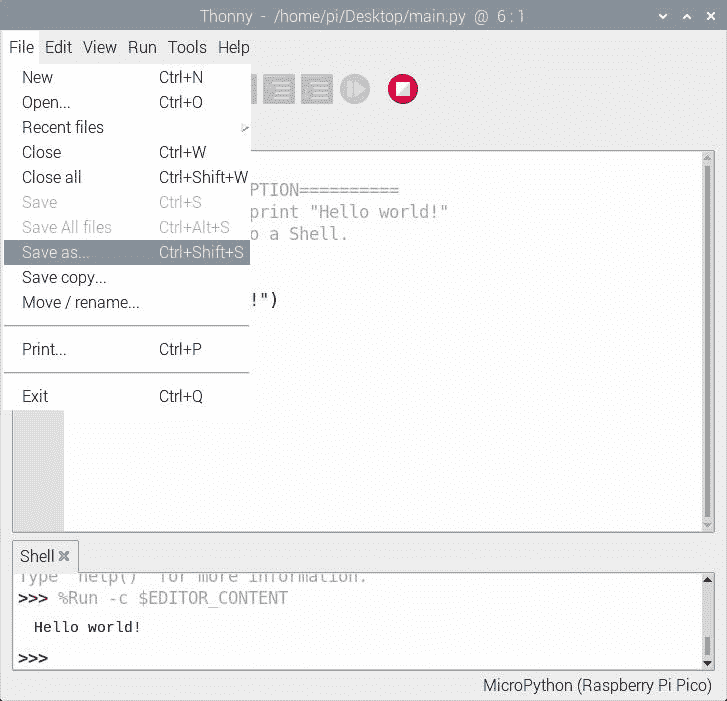 Thonny - /home/pi/Desktop/main.py @ 6 : 1
File Edit View Run Tools Help
New Ctrl+N
Open... Ctrl+O
Recent files >
Close Ctrl+W
Close all Ctrl+Shift+W
PTION==========
Save Ctrl+S
print "Hello world!"
Save All files Ctrl+Alt+S
o a Shell.
Save as... Ctrl+Shift+S
Save copy...
Move / rename...
!")
Print... Ctrl+P
Exit Ctrl+Q
Shell
Type "help()" for more information.
>>> %Run -c $EDITOR_CONTENT
Hello world!
>>>
MicroPython (Raspberry Pi Pico)